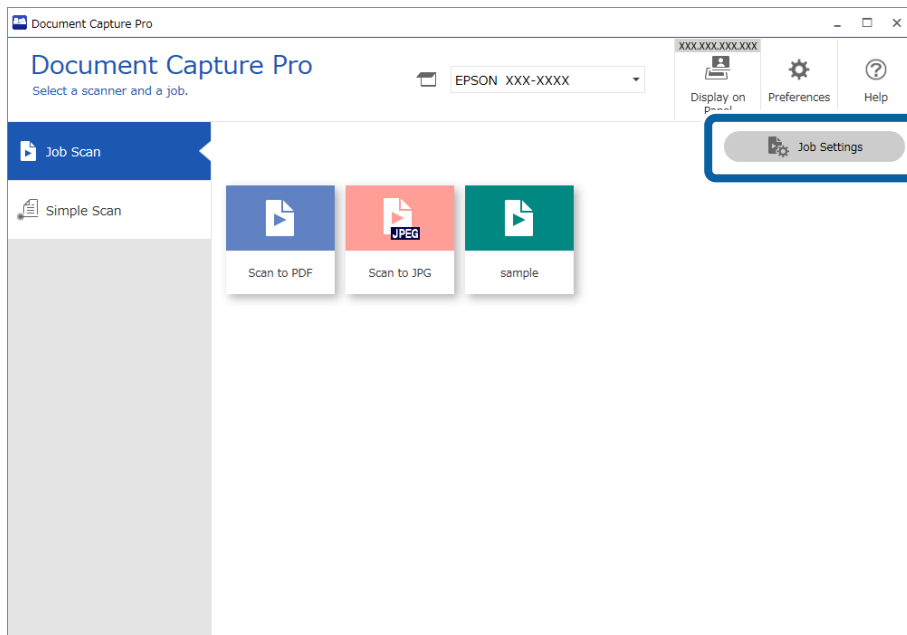 Document Capture Pro
Document Capture Pro
Select a scanner and a job.
EPSON XXX-XXXX
XXX.XXX.XXX.XXX
Display on
Panel
Preferences
Help
Job Scan
Job Settings
Simple Scan
JPEG
Scan to PDF
Scan to JPG
sample